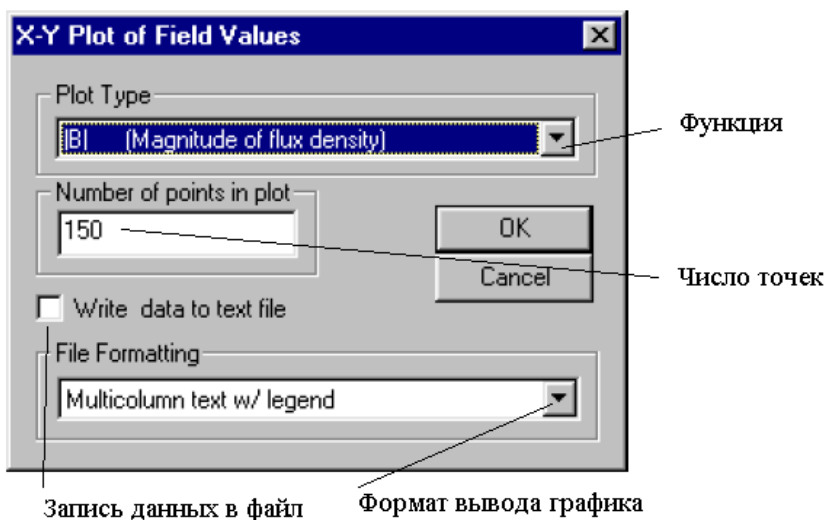 X-Y Plot of Field Values
Plot Type
|B| (Magnitude of flux density)
Функция
Number of points in plot
150
OK
Cancel
Число точек
Write data to text file
File Formatting
Multicolumn text w/ legend
Запись данных в файл
Формат вывода графика